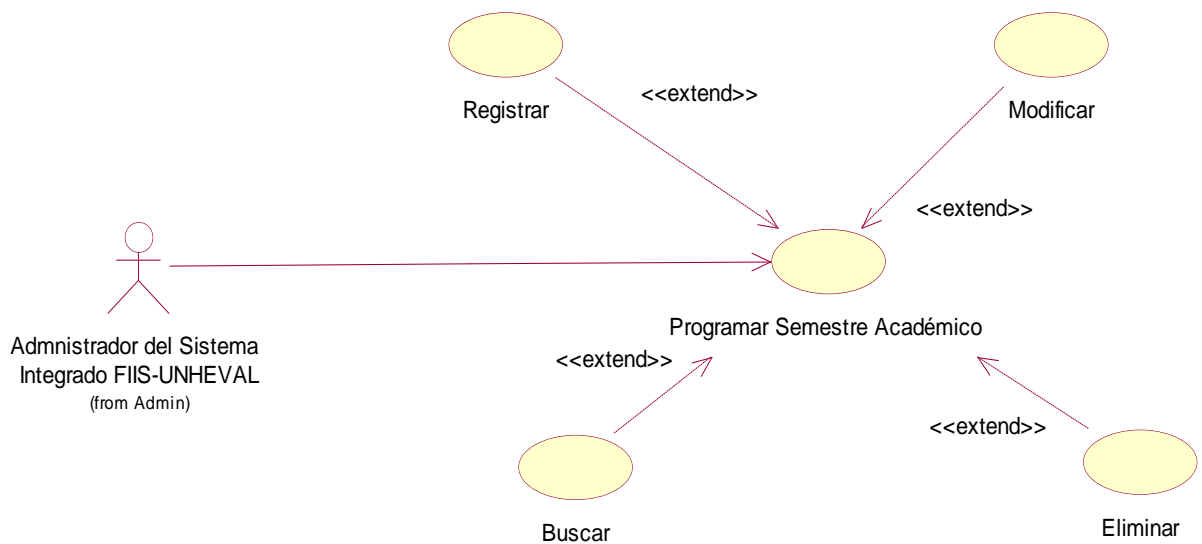 Registrar
<<extend>>
Modificar
<<extend>>
Admnistrador del Sistema
Integrado FIIS-UNHEVAL
(from Admin)
Programar Semestre Académico
<<extend>>
<<extend>>
Buscar
Eliminar